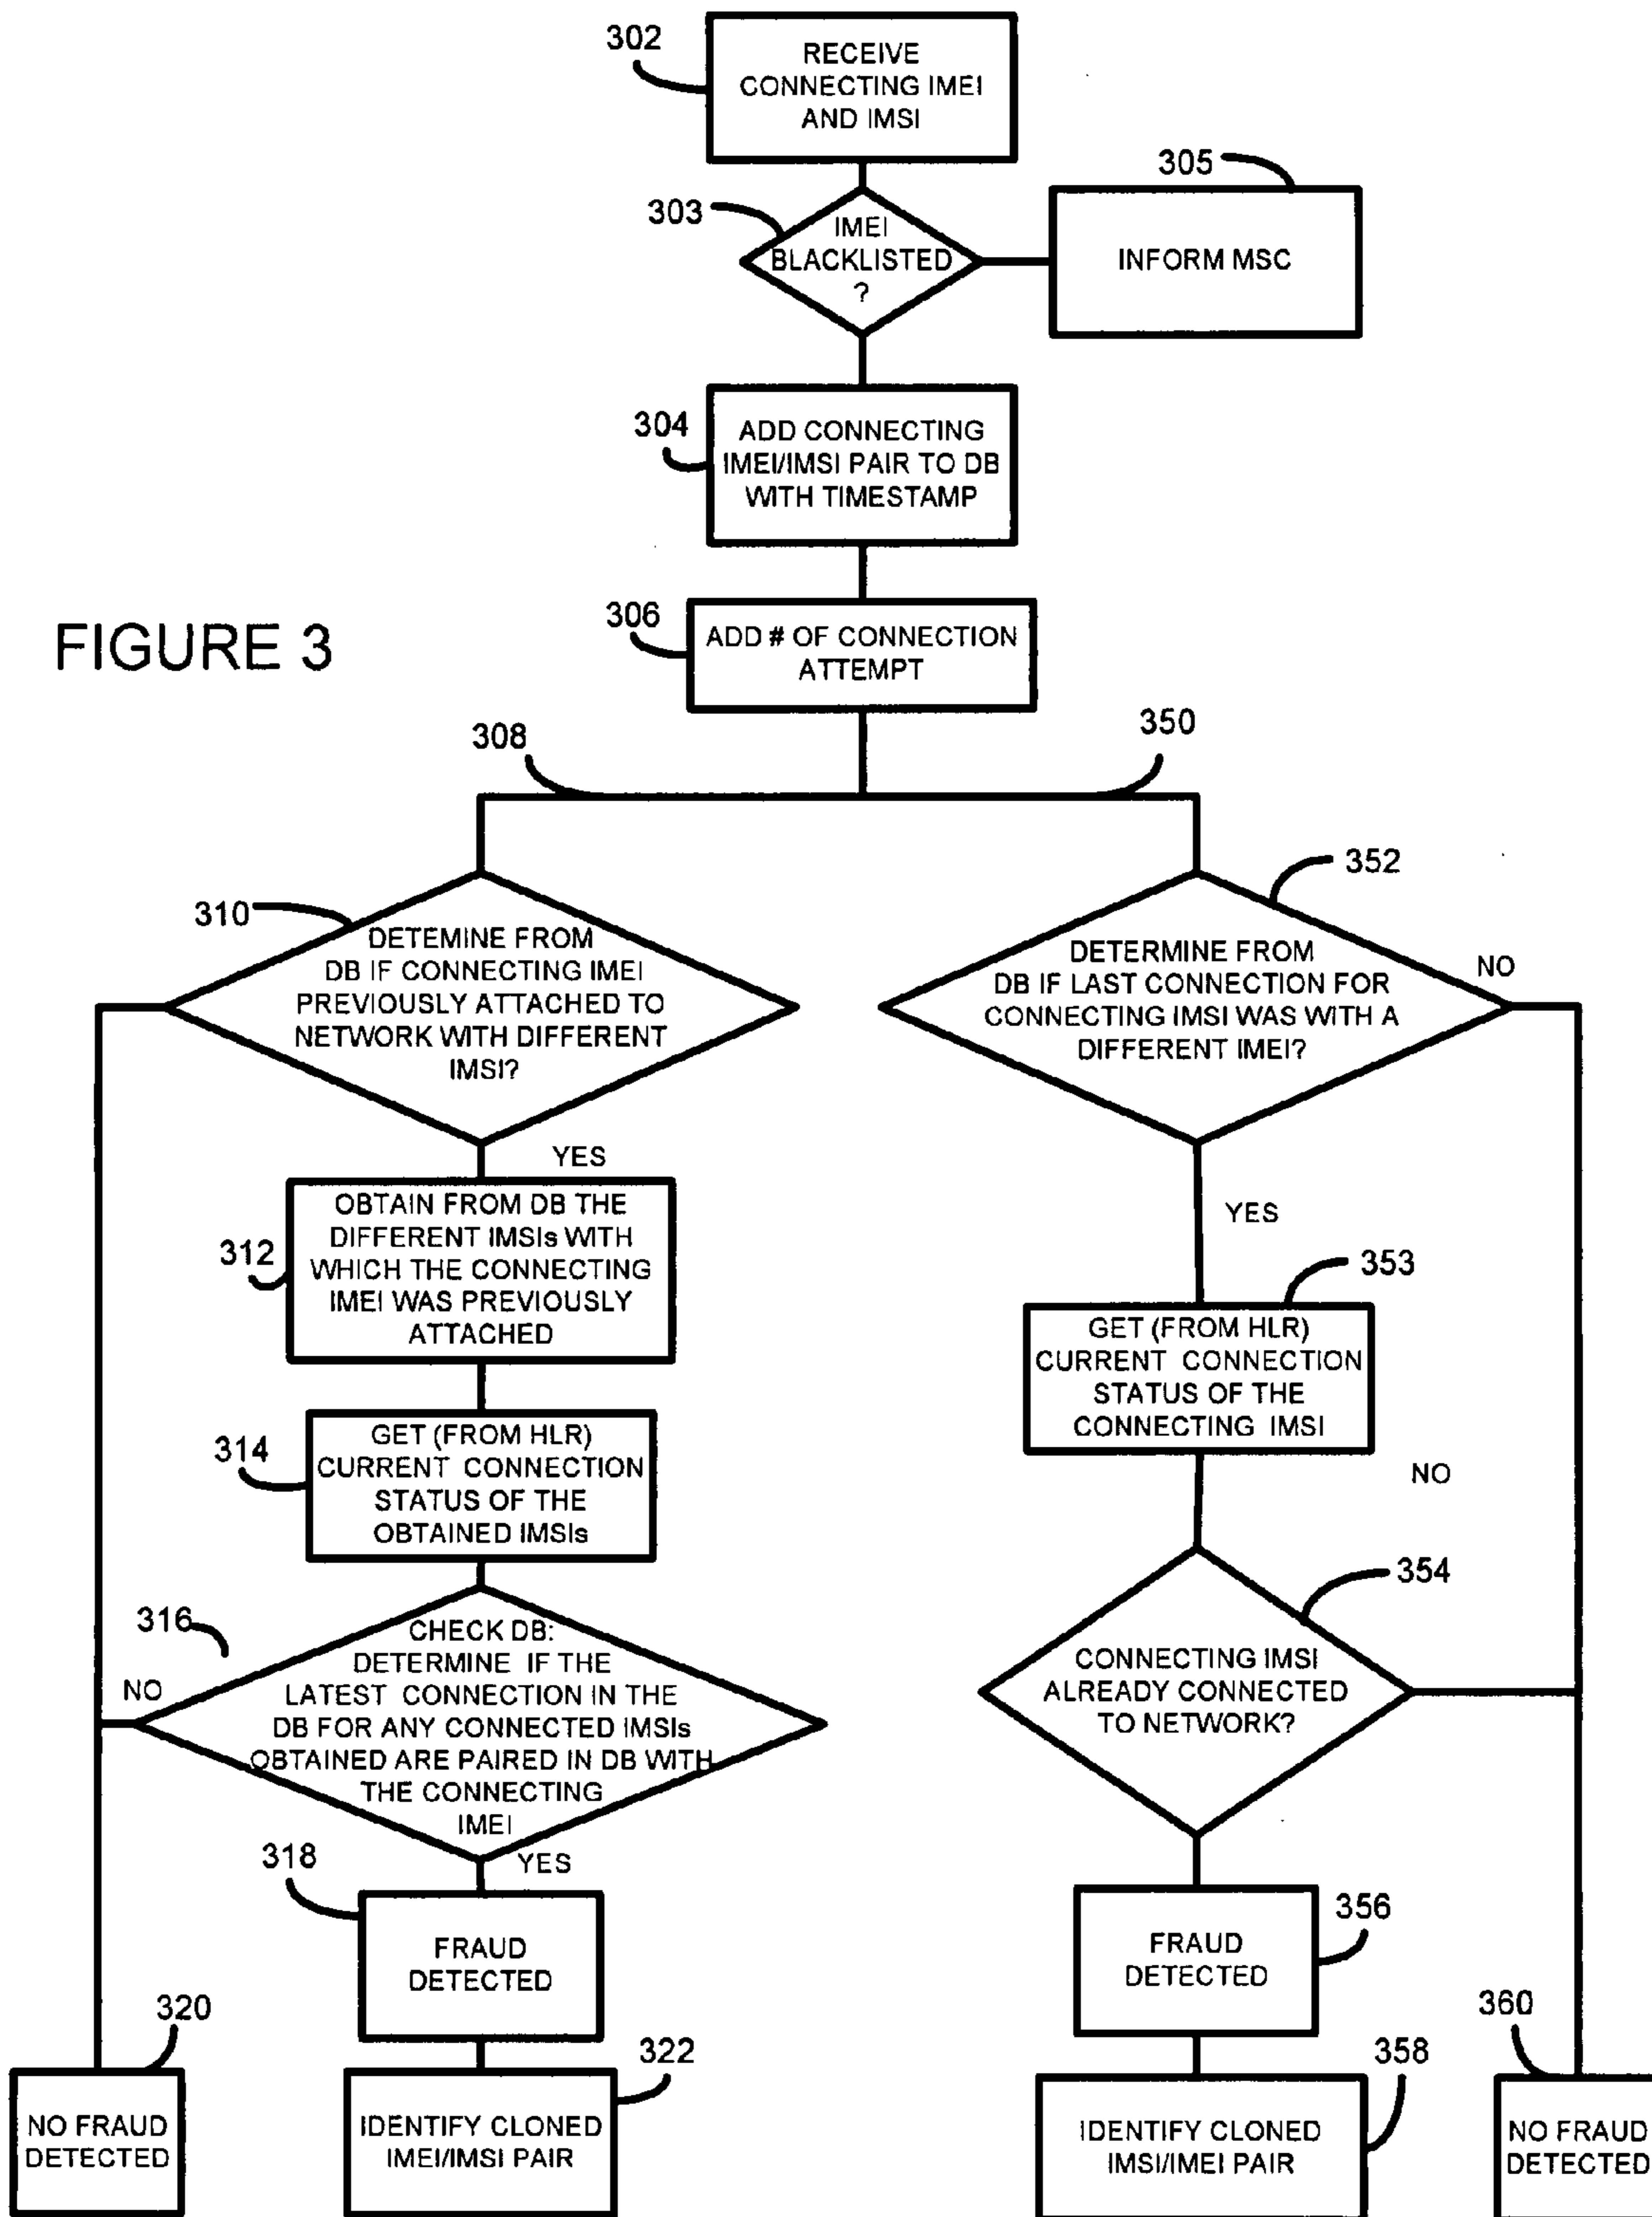 302
RECEIVE
CONNECTING IMEI
AND IMSI
305
303
IMEI
BLACKLISTED
?
INFORM MSC
304
ADD CONNECTING
IMEI/IMSI PAIR TO DB
WITH TIMESTAMP
FIGURE 3
306
ADD # OF CONNECTION
ATTEMPT
308
350
310
DETEMINE FROM
DB IF CONNECTING IMEI
PREVIOUSLY ATTACHED TO
NETWORK WITH DIFFERENT
IMSI?
352
DETERMINE FROM
DB IF LAST CONNECTION FOR
CONNECTING IMSI WAS WITH A
DIFFERENT IMEI?
NO
YES
312
OBTAIN FROM DB THE
DIFFERENT IMSIs WITH
WHICH THE CONNECTING
IMEI WAS PREVIOUSLY
ATTACHED
YES
353
GET (FROM HLR)
CURRENT CONNECTION
STATUS OF THE
CONNECTING IMSI
314
GET (FROM HLR)
CURRENT CONNECTION
STATUS OF THE
OBTAINED IMSIs
NO
354
CONNECTING IMSI
ALREADY CONNECTED
TO NETWORK?
316
NO
CHECK DB:
DETERMINE IF THE
LATEST CONNECTION IN THE
DB FOR ANY CONNECTED IMSIs
OBTAINED ARE PAIRED IN DB WITH
THE CONNECTING
IMEI
YES
318
FRAUD
DETECTED
356
FRAUD
DETECTED
320
NO FRAUD
DETECTED
322
IDENTIFY CLONED
IMEI/IMSI PAIR
358
IDENTIFY CLONED
IMSI/IMEI PAIR
360
NO FRAUD
DETECTED